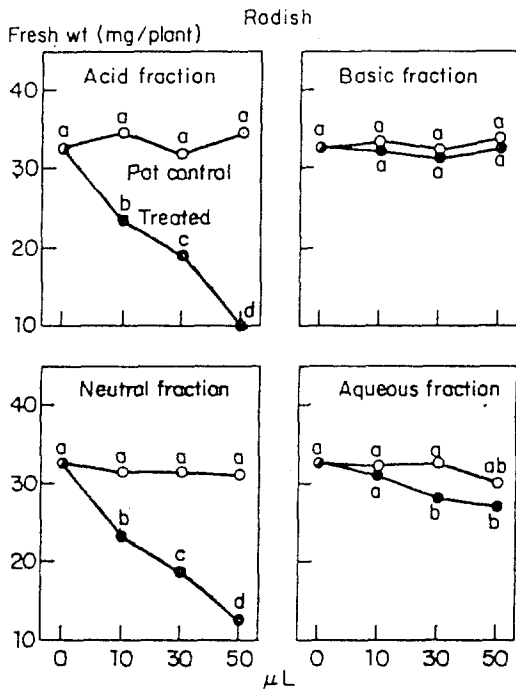 Radish
Fresh wt (mg/plant)
Acid fraction
Basic fraction
40
30
20
10
a
a
a
a
Pot control
Treated
b
c
d
a
a
a
a
a
a
a
Neutral fraction
Aqueous fraction
40
30
20
10
a
a
a
a
b
c
d
a
a
a
ab
a
b
b
0
10
30
50
0
10
30
50
μL